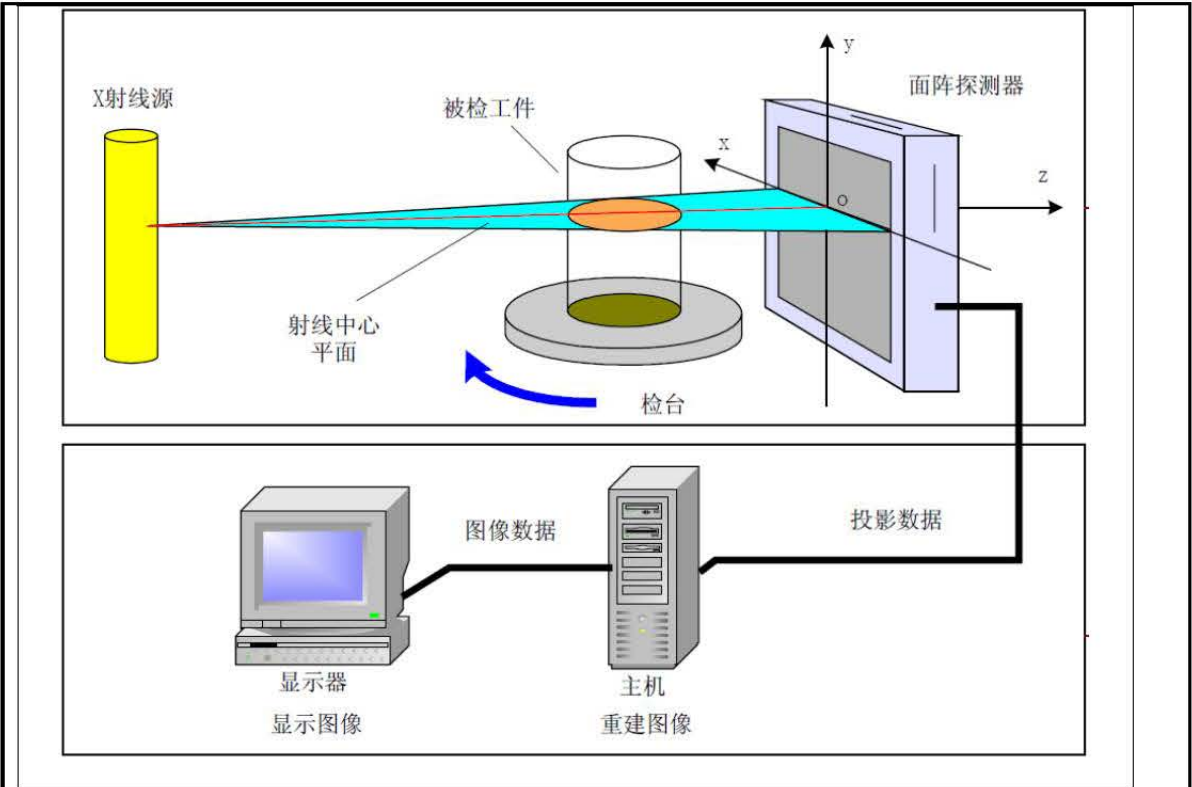 y
X射线源
面阵探测器
被检工件
x
z
O
射线中心
平面
检台
图像数据
投影数据
显示器
主机
显示图像
重建图像